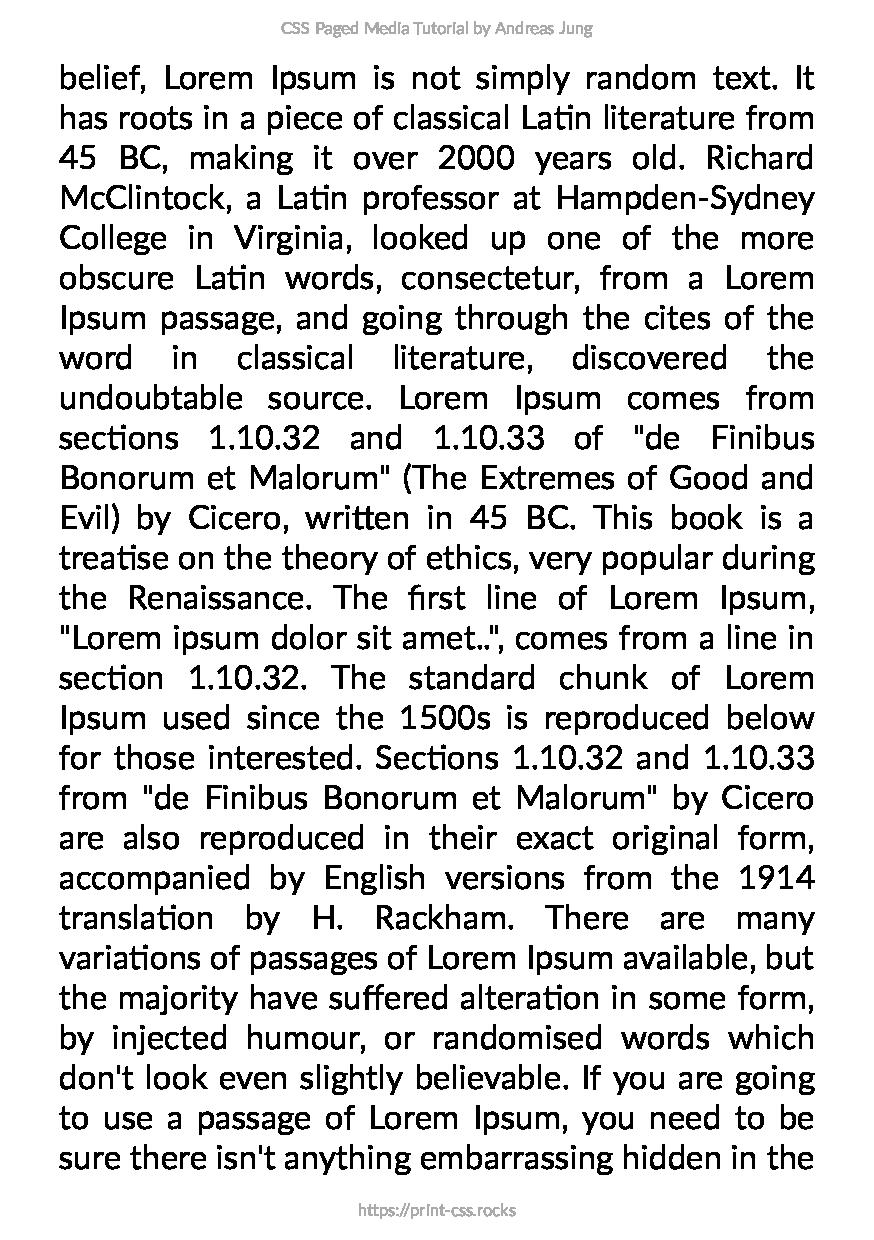 CSS Paged Media Tutorial by Andreas Jung
belief, Lorem Ipsum is not simply random text. It
has roots in a piece of classical Latin literature from
45 BC, making it over 2000 years old. Richard
McClintock, a Latin professor at Hampden-Sydney
College in Virginia, looked up one of the more
obscure Latin words, consectetur, from a Lorem
Ipsum passage, and going through the cites of the
word in classical literature, discovered the
undoubtable source. Lorem Ipsum comes from
sections 1.10.32 and 1.10.33 of "de Finibus
Bonorum et Malorum" (The Extremes of Good and
Evil) by Cicero, written in 45 BC. This book is a
treatise on the theory of ethics, very popular during
the Renaissance. The first line of Lorem Ipsum,
"Lorem ipsum dolor sit amet..", comes from a line in
section 1.10.32. The standard chunk of Lorem
Ipsum used since the 1500s is reproduced below
for those interested. Sections 1.10.32 and 1.10.33
from "de Finibus Bonorum et Malorum" by Cicero
are also reproduced in their exact original form,
accompanied by English versions from the 1914
translation by H. Rackham. There are many
variations of passages of Lorem Ipsum available, but
the majority have suffered alteration in some form,
by injected humour, or randomised words which
don't look even slightly believable. If you are going
to use a passage of Lorem Ipsum, you need to be
sure there isn't anything embarrassing hidden in the
https://print-css.rocks